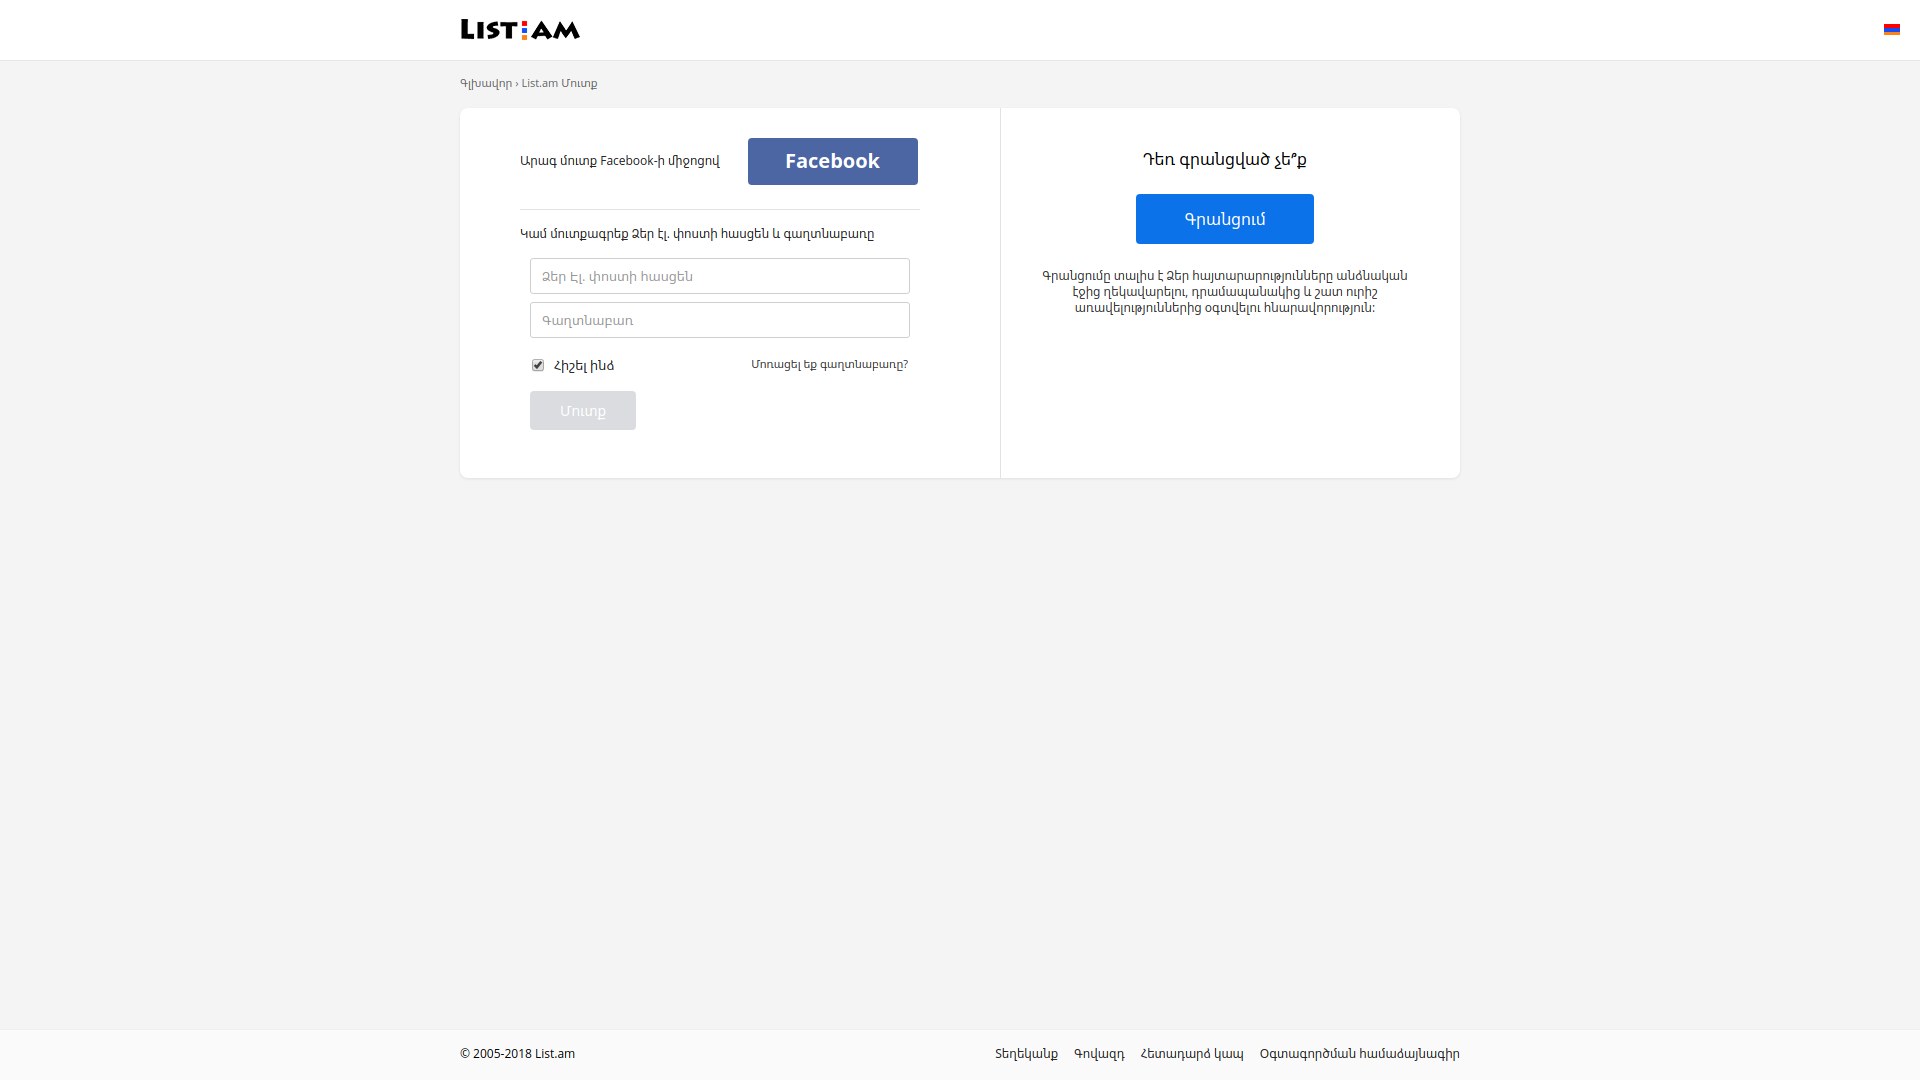 LIST AM
Գլխավոր › List.am Մուտք
Արագ մուտք Facebook-ի միջոցով
Facebook
Կամ մուտքագրեք Ձեր էլ. փոստի հասցեն և գաղտնաբառը
Ձեր Էլ. փոստի հասցեն
Գաղտնաբառ
Հիշել ինձ
Մոռացել եք գաղտնաբառը?
Մուտք
Դեռ գրանցված չե՞ք
Գրանցում
Գրանցումը տալիս է Ձեր հայտարարությունները անձնական
էջից ղեկավարելու, դրամապանակից և շատ ուրիշ
առավելություններից օգտվելու հնարավորություն:
© 2005-2018 List.am
Տեղեկանք
Գովազդ
Հետադարձ կապ
Օգտագործման համաձայնագիր